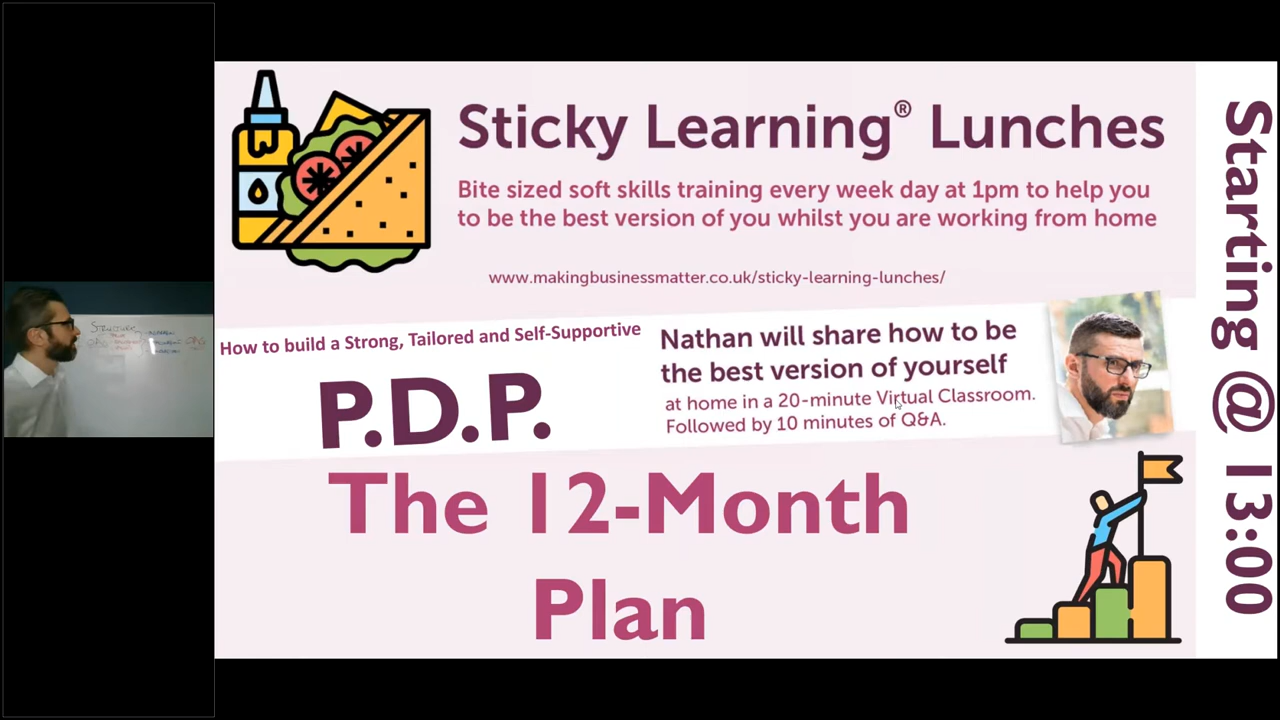 Sticky Learning® Lunches
Bite sized soft skills training every week day at 1pm to help you
to be the best version of you whilst you are working from home
www.makingbusinessmatter.co.uk/sticky-learning-lunches/
How to build a Strong, Tailored and Self-Supportive
P.D.P.
Nathan will share how to be
the best version of yourself
at home in a 20-minute Virtual Classroom.
Followed by 10 minutes of Q&A.
The 12-Month
Plan
Starting @ 13:00
STRUCTURE